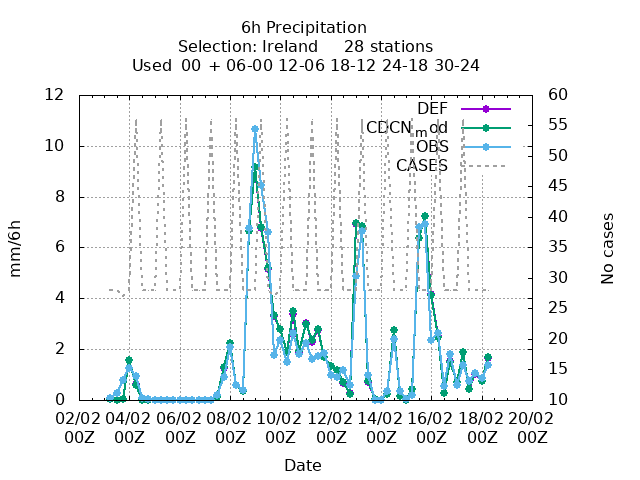 6h Precipitation
Selection: Ireland 28 stations
Used 00 + 06-00 12-06 18-12 24-18 30-24
12 60
DEF
55
CDCNmod
10 50
OBS
CASES
45
8
40
6 35
30
4
25
20
2
15
0 10
mm/6h
No cases
02/02 04/02 06/02 08/02 10/02 12/02 14/02 16/02 18/02 20/02
00Z 00Z 00Z 00Z 00Z 00Z 00Z 00Z 00Z 00Z
Date